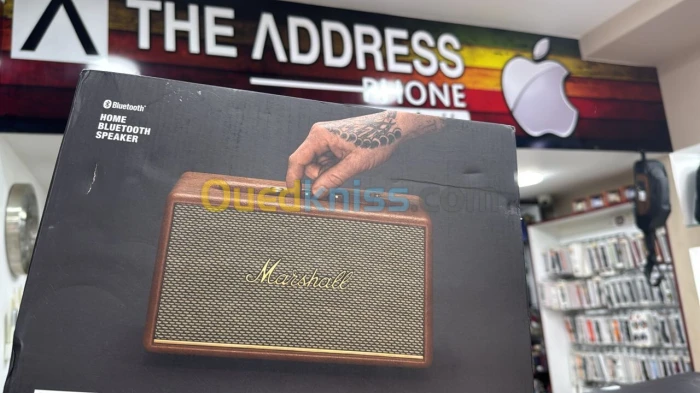 THE ADDRESS
PHONE
Bluetooth
HOME
BLUETOOTH
SPEAKER
Ouedkniss.com
Marshall